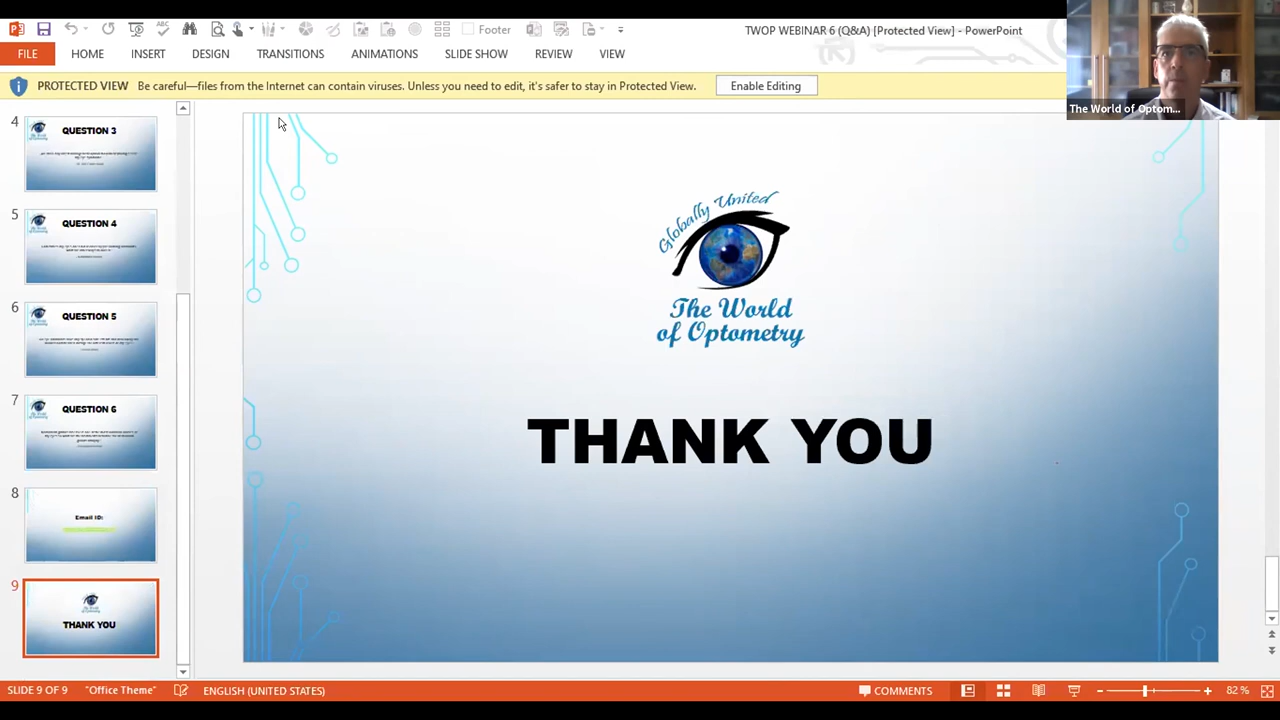 Footer
TWOP WEBINAR 6 (Q&A) [Protected View] - PowerPoint
FILE HOME INSERT DESIGN TRANSITIONS ANIMATIONS SLIDE SHOW REVIEW VIEW
PROTECTED VIEW Be careful—files from the Internet can contain viruses. Unless you need to edit, it's safer to stay in Protected View. Enable Editing
The World of Optom...
4
QUESTION 3
5
QUESTION 4
6
QUESTION 5
7
QUESTION 6
8
Email ID:
9
The World
of Optometry
THANK YOU
Globally United
The World
of Optometry
THANK YOU
SLIDE 9 OF 9 "Office Theme" ENGLISH (UNITED STATES) COMMENTS 82 %